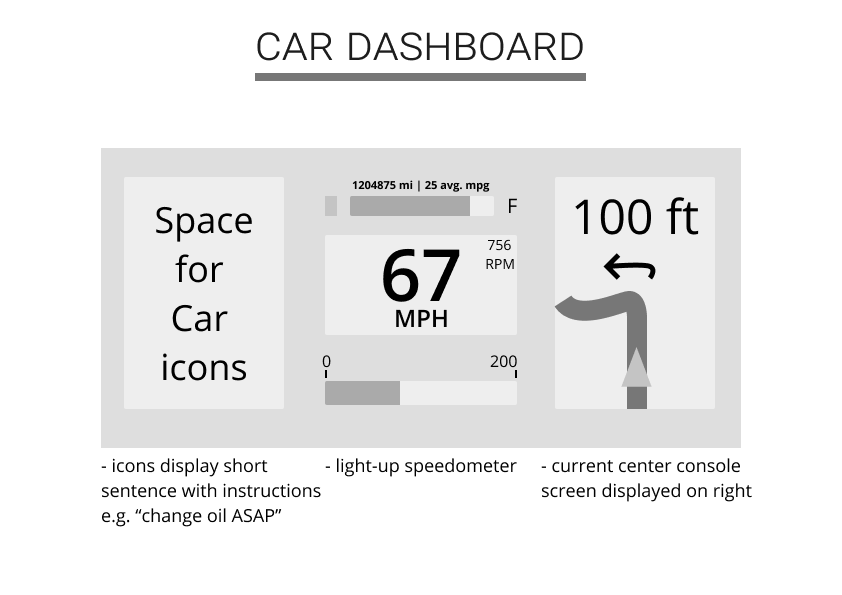 CAR DASHBOARD
Space
for
Car
icons
1204875 mi | 25 avg. mpg
F
67
MPH
756
RPM
0
200
100 ft
- icons display short
sentence with instructions
e.g. “change oil ASAP”
- light-up speedometer
- current center console
screen displayed on right